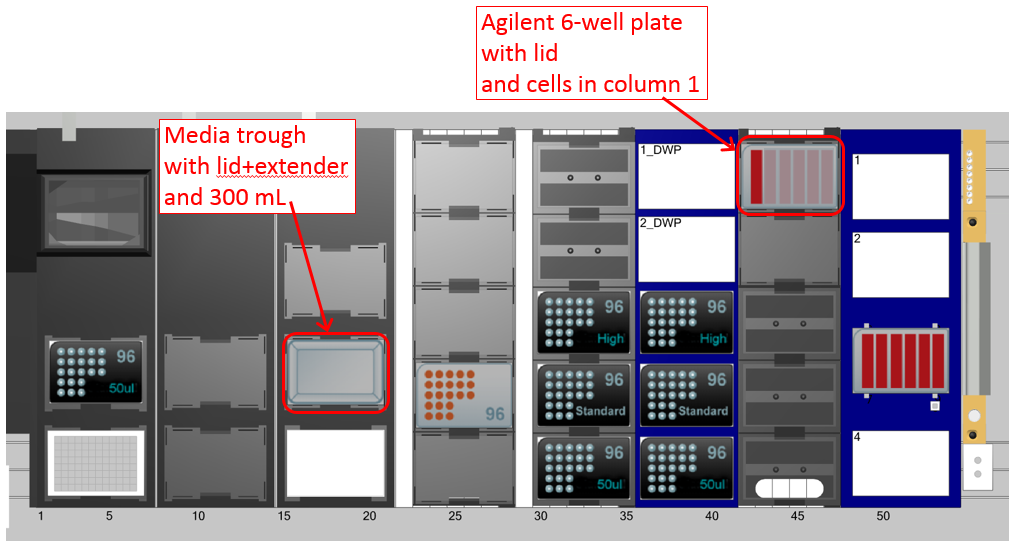 Agilent 6-well plate
with lid
and cells in column 1
Media trough
with lid+extender
and 300 mL
1_DWP
2_DWP
1
2
4
96
High
96
High
96
50ul
96
96
Standard
96
Standard
96
50ul
96
50ul
1
5
10
15
20
25
30
35
40
45
50